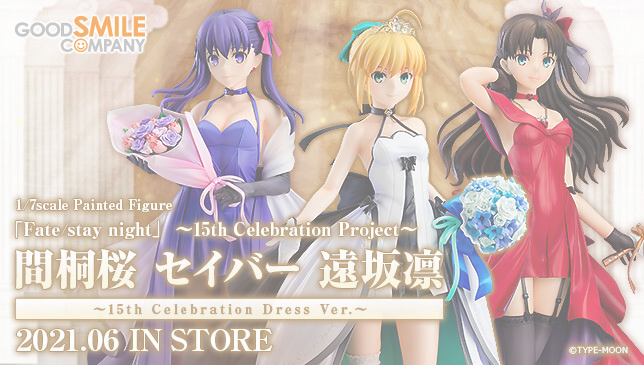 GOOD SMILE
COMPANY
1/7scale Painted Figure
「Fate/stay night」 ～15th Celebration Project～
間桐桜 セイバー 遠坂凛
～15th Celebration Dress Ver.～
2021.06 IN STORE
©TYPE-MOON